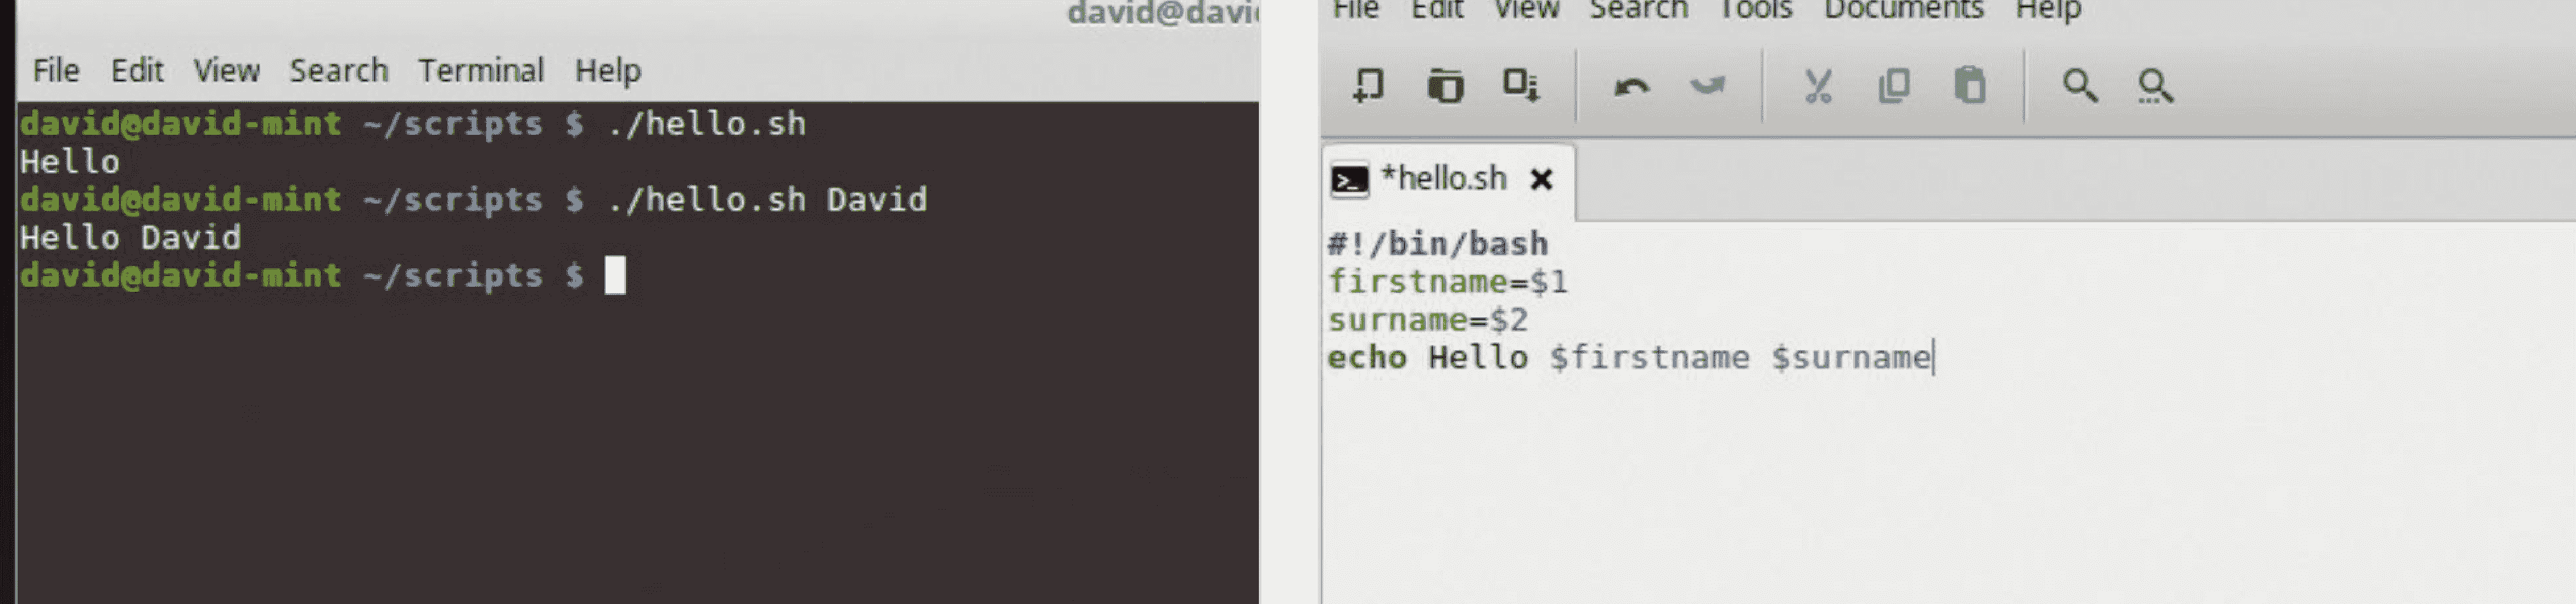 david@davi
File Edit View Search Terminal Help
david@david-mint ~/scripts $ ./hello.sh
Hello
david@david-mint ~/scripts $ ./hello.sh David
Hello David
david@david-mint ~/scripts $
File Edit View Search Tools Documents Help
*hello.sh
#!/bin/bash
firstname=$1
surname=$2
echo Hello $firstname $surname